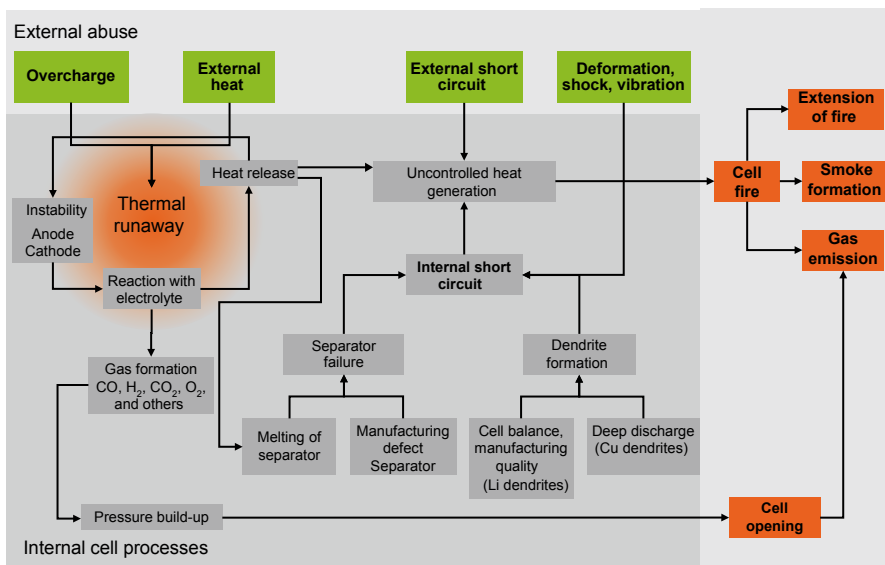 External abuse
Overcharge
External
heat
External short
circuit
Deformation,
shock, vibration
Extension
of fire
Heat release
Uncontrolled heat
generation
Cell
fire
Smoke
formation
Instability
Anode
Cathode
Thermal
runaway
Gas
emission
Reaction with
electrolyte
Internal short
circuit
Gas formation
CO, H₂, CO₂, O₂,
and others
Separator
failure
Dendrite
formation
Melting of
separator
Manufacturing
defect
Separator
Cell balance,
manufacturing
quality
(Li dendrites)
Deep discharge
(Cu dendrites)
Pressure build-up
Cell
opening
Internal cell processes